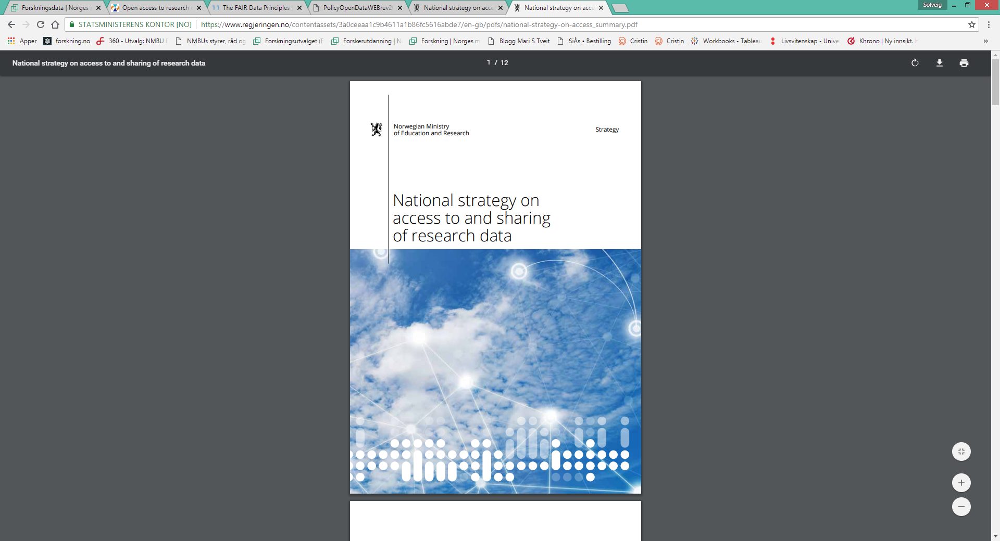 Forskningsdata | Norges
Open access to research
11 The FAIR Data Principles
PolicyOpenDataWEBrev2
National strategy on acce
National strategy on acce
Solveig
STATSMINISTERENS KONTOR [NO]
https://www.regjeringen.no/contentassets/3a0ceeaa1c9b4611a1b86fc5616abde7/en-gb/pdfs/national-strategy-on-access_summary.pdf
Apper
forskning.no
360 - Utvalg: NMBU F
NMBUs styrer, råd og
Forskningsutvalget (F
Forskerutdanning | N
Forskning | Norges m
Blogg Mari S Tveit
SiÅs • Bestilling
Cristin
Cristin
Workbooks - Tableau
Livsvitenskap - Unive
Khrono | Ny innsikt. H
»
National strategy on access to and sharing of research data
1 / 12
Norwegian Ministry
of Education and Research
Strategy
National strategy on
access to and sharing
of research data